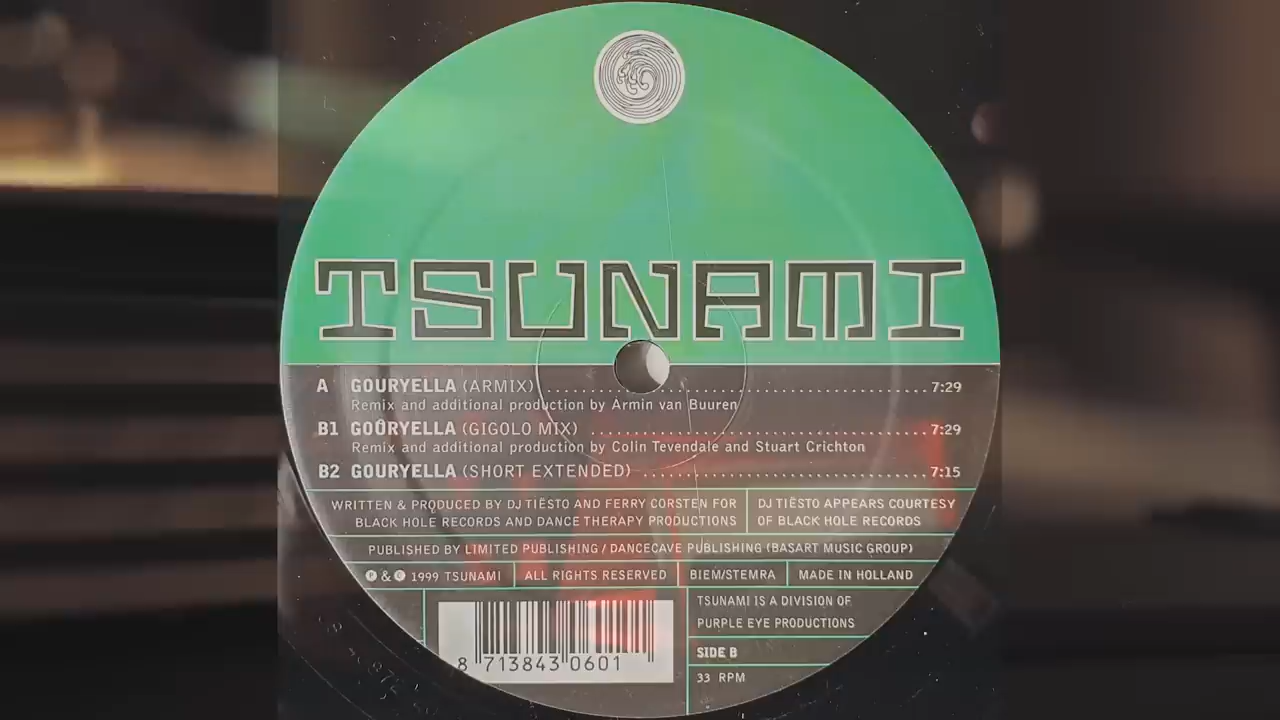 TSUNAMI
A GOURYELLA (ARMIX) 7:29
Remix and additional production by Armin van Buuren
B1 GOURYELLA (GIGOLO MIX) 7:29
Remix and additional production by Colin Tevendale and Stuart Crichton
B2 GOURYELLA (SHORT EXTENDED) 7:15
WRITTEN & PRODUCED BY DJ TIËSTO AND FERRY CORSTEN FOR
BLACK HOLE RECORDS AND DANCE THERAPY PRODUCTIONS
DJ TIËSTO APPEARS COURTESY
OF BLACK HOLE RECORDS
PUBLISHED BY LIMITED PUBLISHING / DANCECAVE PUBLISHING (BASART MUSIC GROUP)
℗ & © 1999 TSUNAMI
ALL RIGHTS RESERVED
BIEM/STEMRA
MADE IN HOLLAND
TSUNAMI IS A DIVISION OF
PURPLE EYE PRODUCTIONS
SIDE B
33 RPM
8 713843 0601